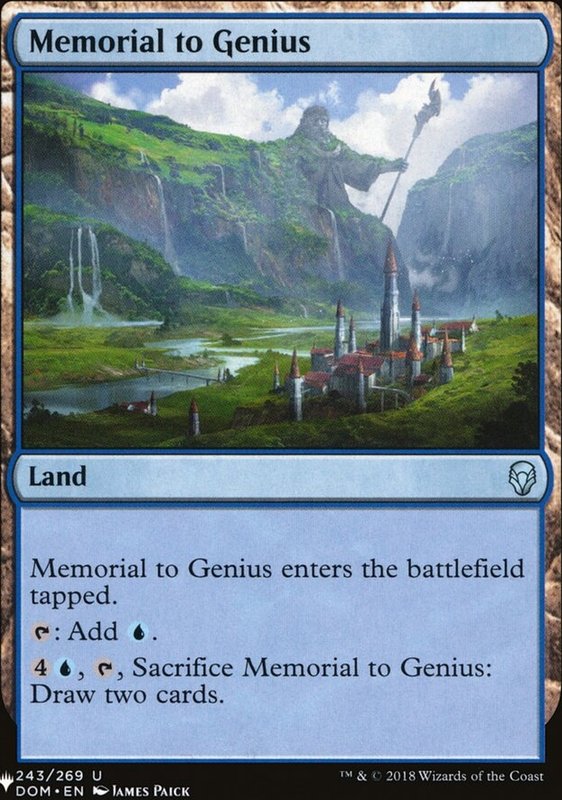 Memorial to Genius
Land
Memorial to Genius enters the battlefield
tapped.
: Add .
4 , , Sacrifice Memorial to Genius:
Draw two cards.
243/269 U
DOM • EN James Paick
™ & © 2018 Wizards of the Coast